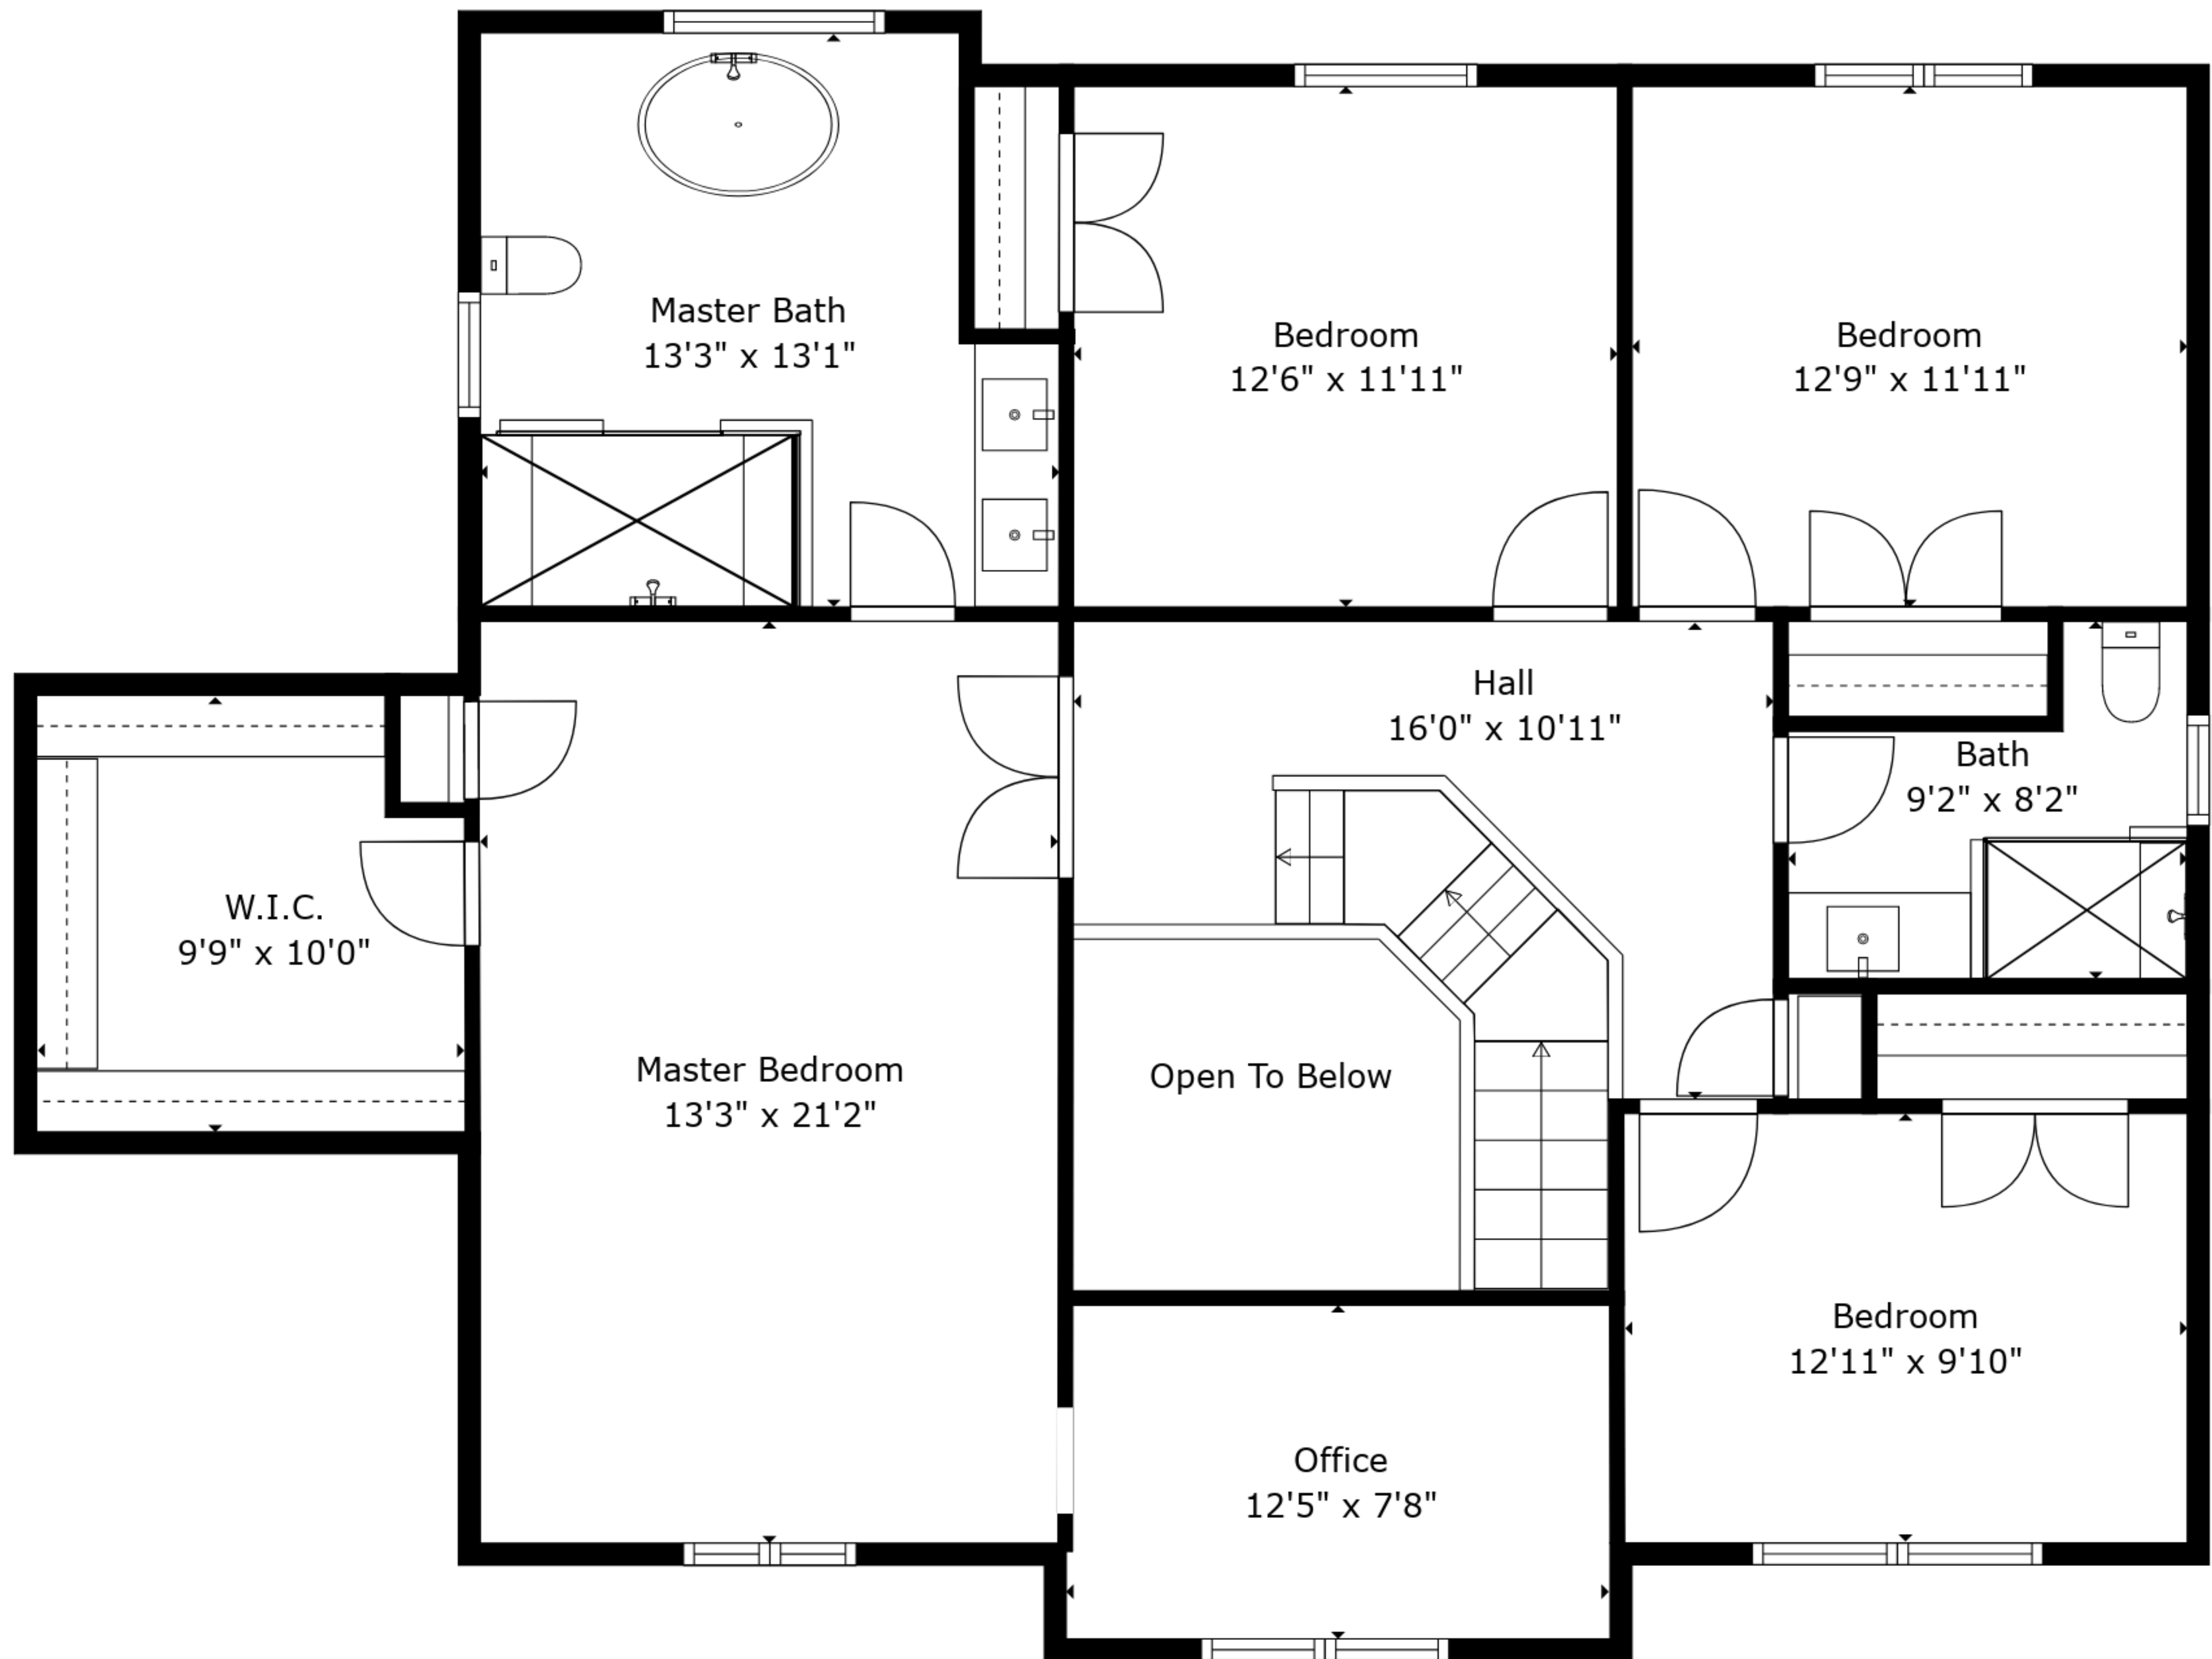 Master Bath
13'3" x 13'1"
Bedroom
12'6" x 11'11"
Bedroom
12'9" x 11'11"
Hall
16'0" x 10'11"
Bath
9'2" x 8'2"
W.I.C.
9'9" x 10'0"
Master Bedroom
13'3" x 21'2"
Open To Below
Bedroom
12'11" x 9'10"
Office
12'5" x 7'8"